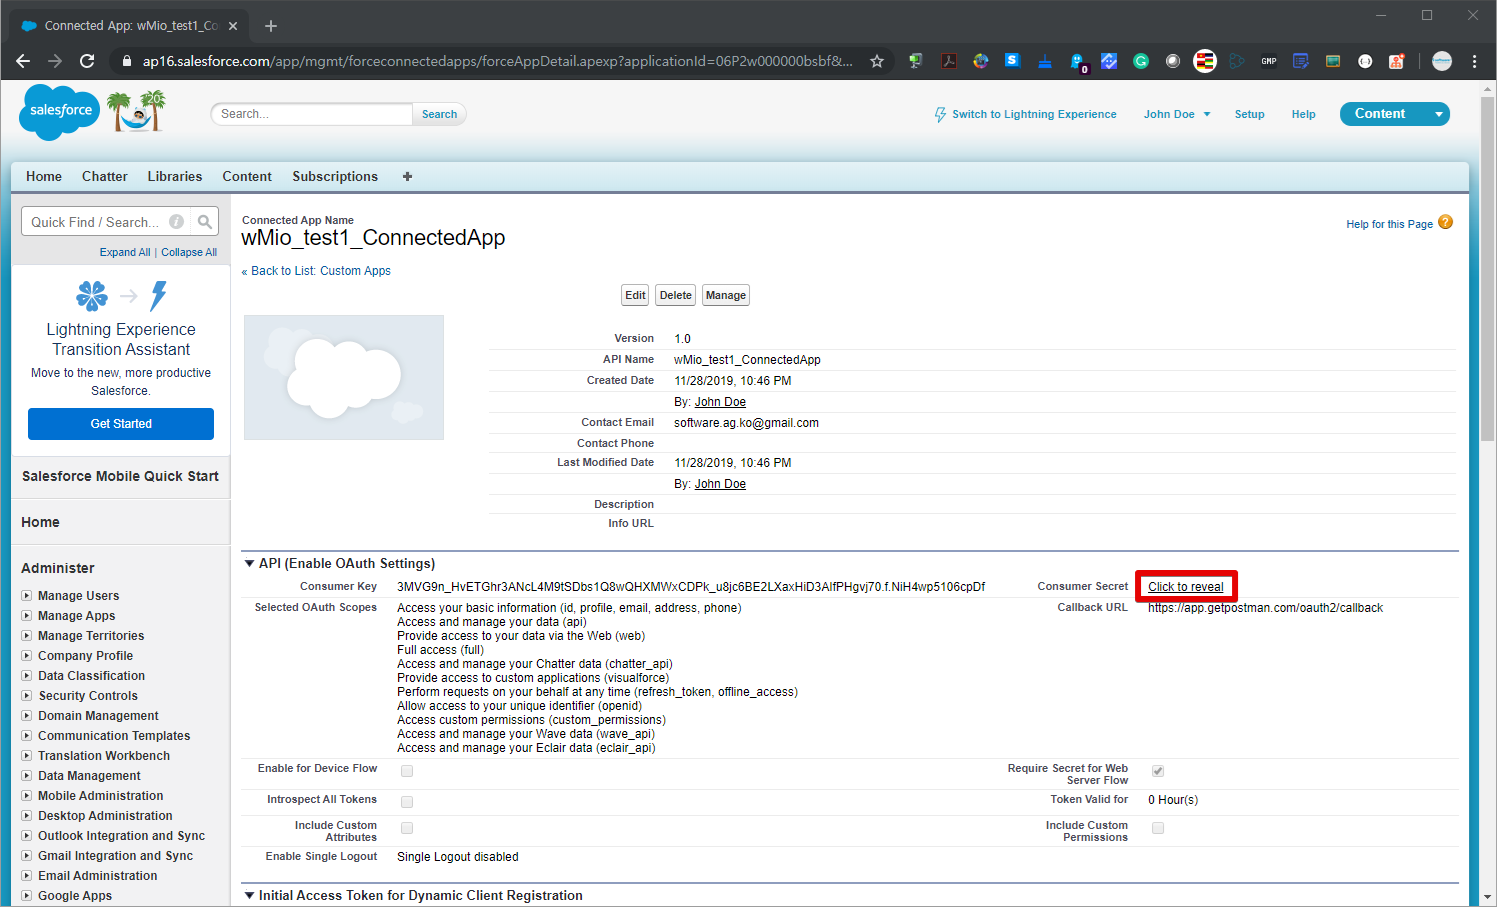 Connected App: wMio_test1_Co
ap16.salesforce.com/app/mgmt/forceconnectedapps/forceAppDetail.apexp?applicationId=06P2w000000bsbf&...
S
0
G
GMP
salesforce
20
Search...
Search
Switch to Lightning Experience
John Doe
Setup
Help
Content
Home
Chatter
Libraries
Content
Subscriptions
+
Quick Find / Search...
i
Expand All | Collapse All
Lightning Experience
Transition Assistant
Move to the new, more productive
Salesforce.
Get Started
Salesforce Mobile Quick Start
Home
Administer
Manage Users
Manage Apps
Manage Territories
Company Profile
Data Classification
Security Controls
Domain Management
Communication Templates
Translation Workbench
Data Management
Mobile Administration
Desktop Administration
Outlook Integration and Sync
Gmail Integration and Sync
Email Administration
Google Apps
Connected App Name
wMio_test1_ConnectedApp
Help for this Page ?
« Back to List: Custom Apps
Edit
Delete
Manage
Version 1.0
API Name wMio_test1_ConnectedApp
Created Date 11/28/2019, 10:46 PM
By: John Doe
Contact Email software.ag.ko@gmail.com
Contact Phone
Last Modified Date 11/28/2019, 10:46 PM
By: John Doe
Description
Info URL
API (Enable OAuth Settings)
Consumer Key 3MVG9n_HvETGhr3ANcL4M9tSDbs1Q8wQHXMWxCDPk_u8jc6BE2LXaxHiD3AlfPHgvj70.f.NiH4wp5106cpDf
Consumer Secret Click to reveal
Selected OAuth Scopes
Access your basic information (id, profile, email, address, phone)
Access and manage your data (api)
Provide access to your data via the Web (web)
Full access (full)
Access and manage your Chatter data (chatter_api)
Provide access to custom applications (visualforce)
Perform requests on your behalf at any time (refresh_token, offline_access)
Allow access to your unique identifier (openid)
Access custom permissions (custom_permissions)
Access and manage your Wave data (wave_api)
Access and manage your Eclair data (eclair_api)
Callback URL https://app.getpostman.com/oauth2/callback
Enable for Device Flow
Require Secret for Web
Server Flow
Introspect All Tokens
Token Valid for 0 Hour(s)
Include Custom
Attributes
Include Custom
Permissions
Enable Single Logout Single Logout disabled
Initial Access Token for Dynamic Client Registration